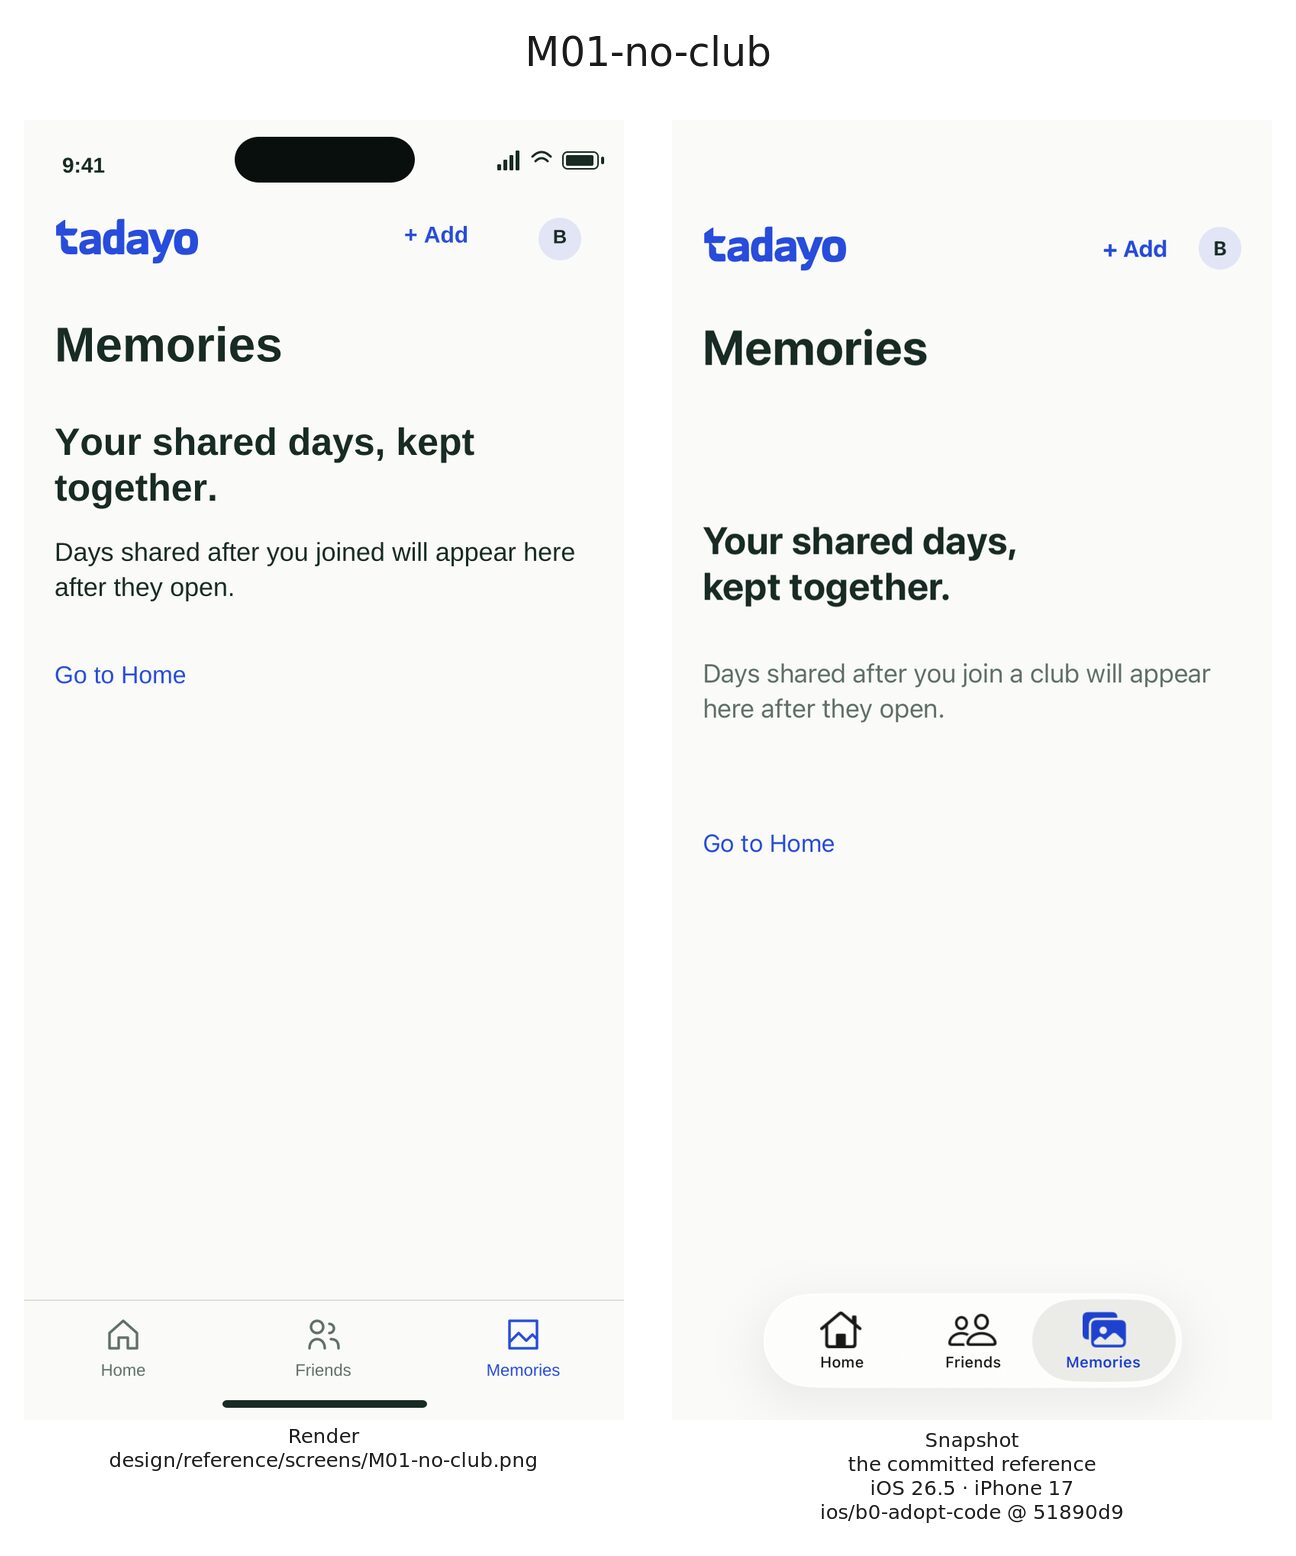 M01-no-club
9:41
tadayo
+ Add
B
Memories
Your shared days, kept
together.
Days shared after you joined will appear here
after they open.
Go to Home
Home
Friends
Memories
Render
design/reference/screens/M01-no-club.png
tadayo
+ Add
B
Memories
Your shared days,
kept together.
Days shared after you join a club will appear
here after they open.
Go to Home
Home
Friends
Memories
Snapshot
the committed reference
iOS 26.5 · iPhone 17
ios/b0-adopt-code @ 51890d9